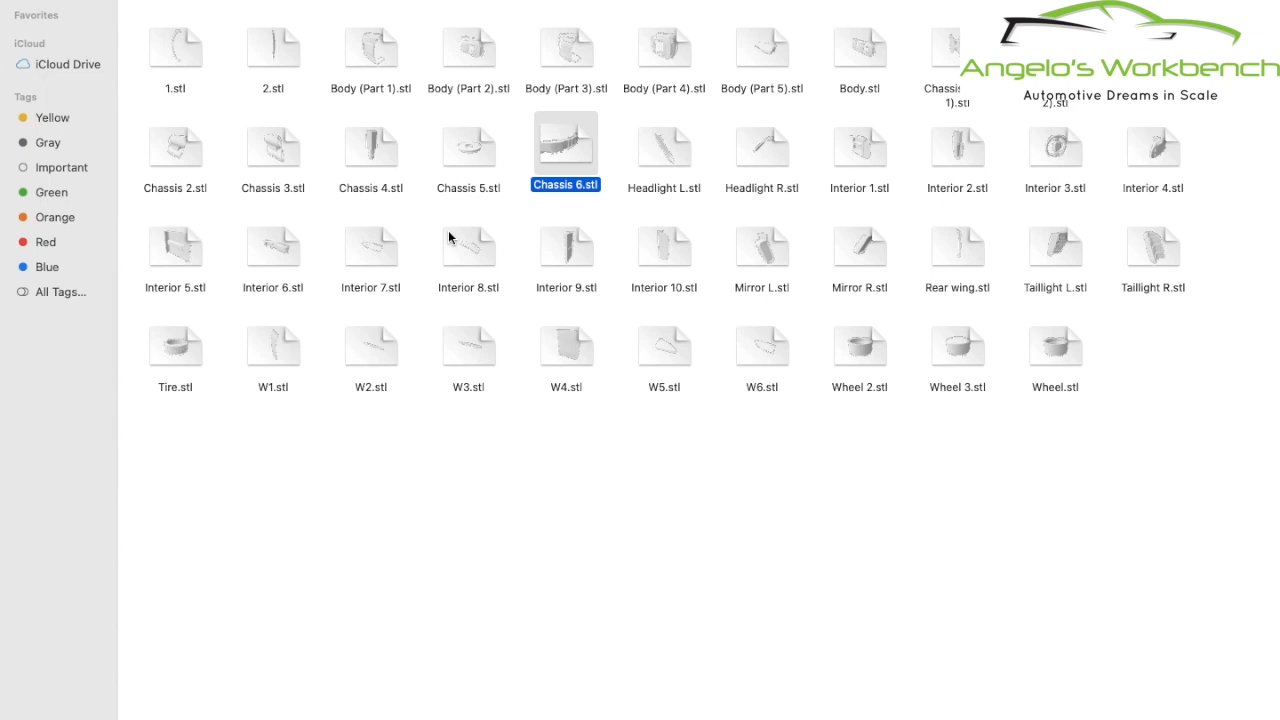 Favorites
iCloud
iCloud Drive
Tags
Yellow
Gray
Important
Green
Orange
Red
Blue
All Tags...
1.stl
2.stl
Body (Part 1).stl
Body (Part 2).stl
Body (Part 3).stl
Body (Part 4).stl
Body (Part 5).stl
Body.stl
Chassis
1).stl
2).stl
Angelo's Workbench
Automotive Dreams in Scale
Chassis 2.stl
Chassis 3.stl
Chassis 4.stl
Chassis 5.stl
Chassis 6.stl
Headlight L.stl
Headlight R.stl
Interior 1.stl
Interior 2.stl
Interior 3.stl
Interior 4.stl
Interior 5.stl
Interior 6.stl
Interior 7.stl
Interior 8.stl
Interior 9.stl
Interior 10.stl
Mirror L.stl
Mirror R.stl
Rear wing.stl
Taillight L.stl
Taillight R.stl
Tire.stl
W1.stl
W2.stl
W3.stl
W4.stl
W5.stl
W6.stl
Wheel 2.stl
Wheel 3.stl
Wheel.stl